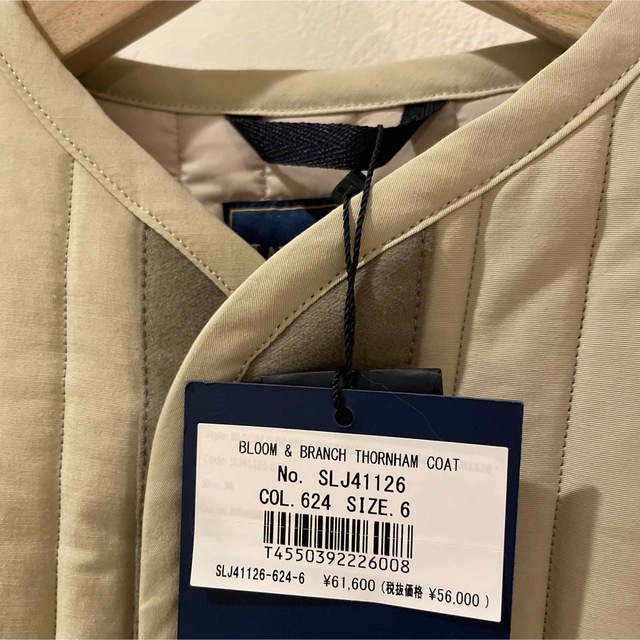 BLOOM & BRANCH THORNHAM COAT
No. SLJ41126
COL. 624 SIZE. 6
T4550392226008
SLJ41126-624-6 ¥61,600 (税抜価格 ¥56,000)